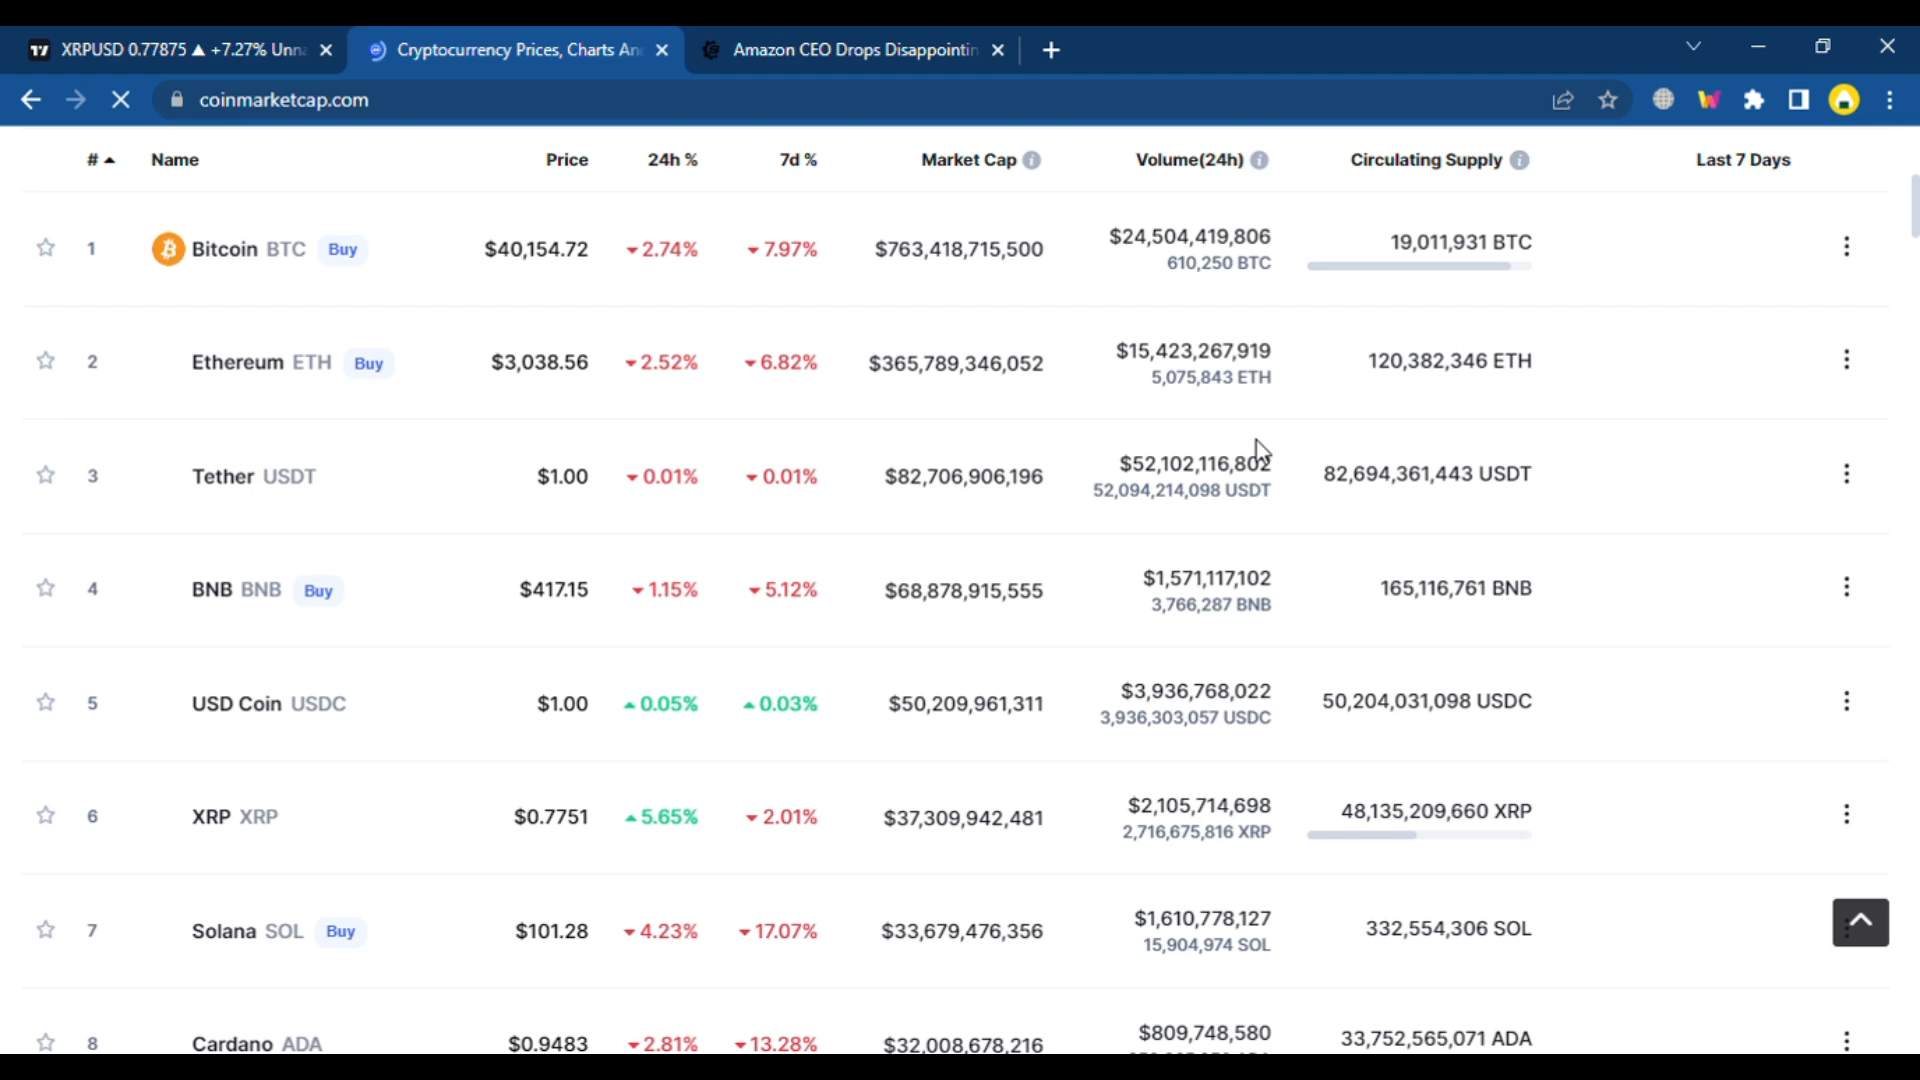 XRPUSD 0.77875 ▲ +7.27% Unna
Cryptocurrency Prices, Charts And
Amazon CEO Drops Disappointin
coinmarketcap.com
# Name Price 24h % 7d % Market Cap Volume(24h) Circulating Supply Last 7 Days
1 Bitcoin BTC Buy $40,154.72 2.74% 7.97% $763,418,715,500 $24,504,419,806 19,011,931 BTC
610,250 BTC
2 Ethereum ETH Buy $3,038.56 2.52% 6.82% $365,789,346,052 $15,423,267,919 120,382,346 ETH
5,075,843 ETH
3 Tether USDT $1.00 0.01% 0.01% $82,706,906,196 $52,102,116,802 82,694,361,443 USDT
52,094,214,098 USDT
4 BNB BNB Buy $417.15 1.15% 5.12% $68,878,915,555 $1,571,117,102 165,116,761 BNB
3,766,287 BNB
5 USD Coin USDC $1.00 0.05% 0.03% $50,209,961,311 $3,936,768,022 50,204,031,098 USDC
3,936,303,057 USDC
6 XRP XRP $0.7751 5.65% 2.01% $37,309,942,481 $2,105,714,698 48,135,209,660 XRP
2,716,675,816 XRP
7 Solana SOL Buy $101.28 4.23% 17.07% $33,679,476,356 $1,610,778,127 332,554,306 SOL
15,904,974 SOL
8 Cardano ADA $0.9483 2.81% 13.28% $32,008,678,216 $809,748,580 33,752,565,071 ADA